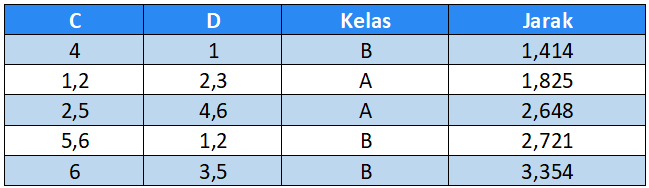 C D Kelas Jarak
4 1 B 1,414
1,2 2,3 A 1,825
2,5 4,6 A 2,648
5,6 1,2 B 2,721
6 3,5 B 3,354